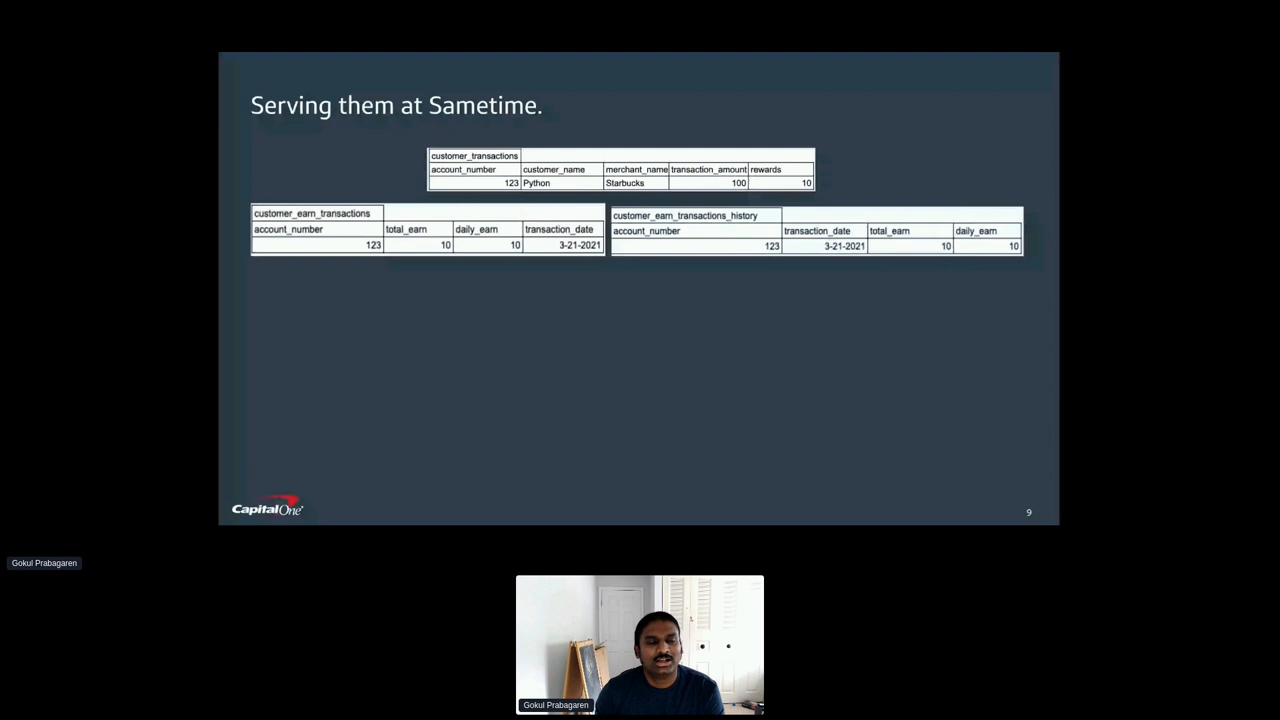 Serving them at Sametime.
customer_transactions
account_number customer_name merchant_name transaction_amount rewards
123 Python Starbucks 100 10
customer_earn_transactions
account_number total_earn daily_earn transaction_date
123 10 10 3-21-2021
customer_earn_transactions_history
account_number transaction_date total_earn daily_earn
123 3-21-2021 10 10
CapitalOne
9
Gokul Prabagaren
Gokul Prabagaren